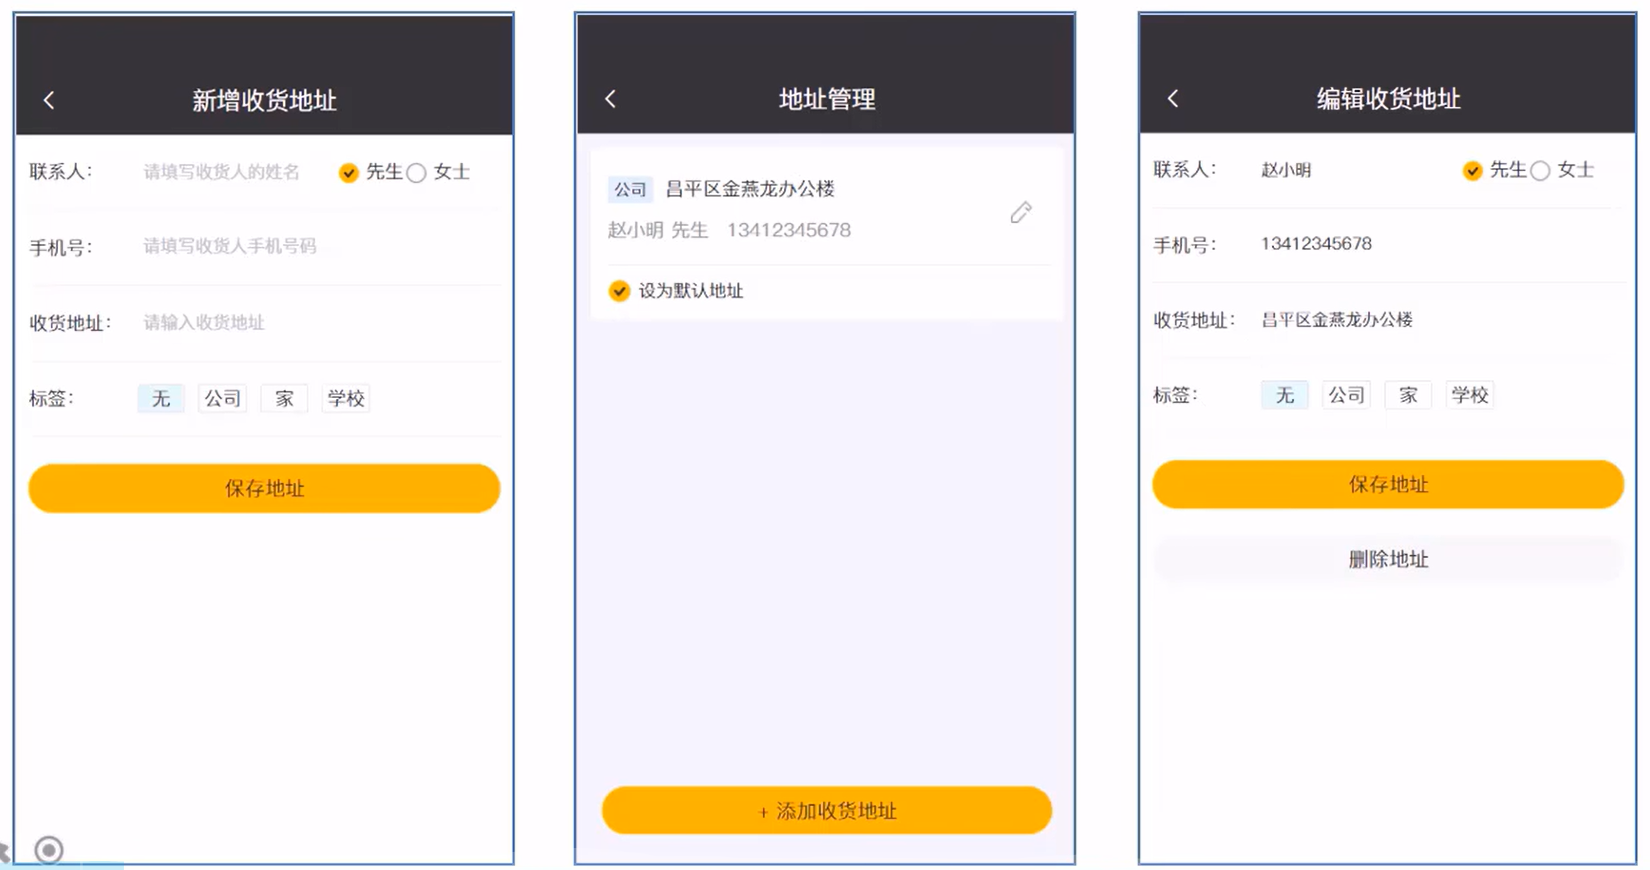 新增收货地址
联系人： 请填写收货人的姓名 先生 女士
手机号： 请填写收货人手机号码
收货地址： 请输入收货地址
标签： 无 公司 家 学校
保存地址
地址管理
公司 昌平区金燕龙办公楼
赵小明 先生 13412345678
设为默认地址
+ 添加收货地址
编辑收货地址
联系人： 赵小明 先生 女士
手机号： 13412345678
收货地址： 昌平区金燕龙办公楼
标签： 无 公司 家 学校
保存地址
删除地址